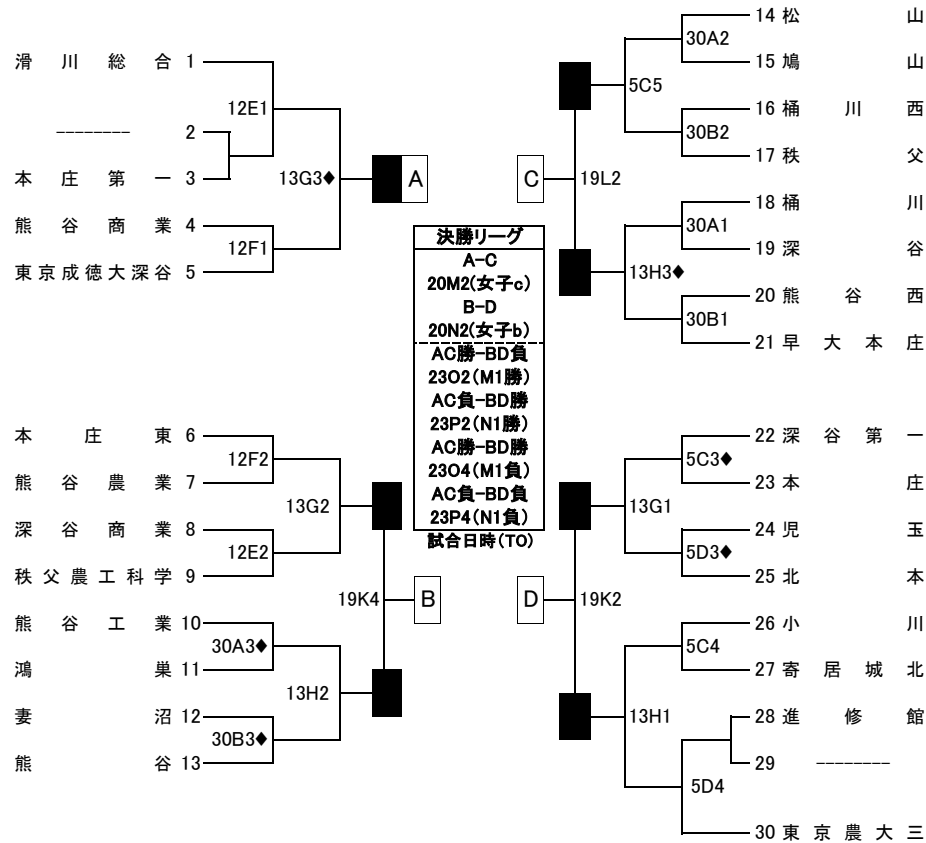 滑川総合 1
12E1
-------- 2
本庄第一 3
13G3♦
A
熊谷商業 4
12F1
東京成徳大深谷 5
本庄東 6
12F2
熊谷農業 7
13G2
深谷商業 8
12E2
秩父農工科学 9
19K4
B
熊谷工業 10
30A3♦
鴻巣 11
13H2
妻沼 12
30B3♦
熊谷 13
決勝リーグ
A-C
20M2(女子c)
B-D
20N2(女子b)
AC勝-BD負
23O2(M1勝)
AC負-BD勝
23P2(N1勝)
AC勝-BD勝
23O4(M1負)
AC負-BD負
23P4(N1負)
試合日時(TO)
14 松山
30A2
15 鳩山
5C5
16 桶川西
30B2
17 秩父
C
19L2
18 桶川
30A1
19 深谷
13H3♦
20 熊谷西
30B1
21 早大本庄
22 深谷第一
5C3♦
23 本庄
13G1
24 児玉
5D3♦
25 北本
D
19K2
26 小川
5C4
27 寄居城北
13H1
28 進修館
29 --------
5D4
30 東京農大三